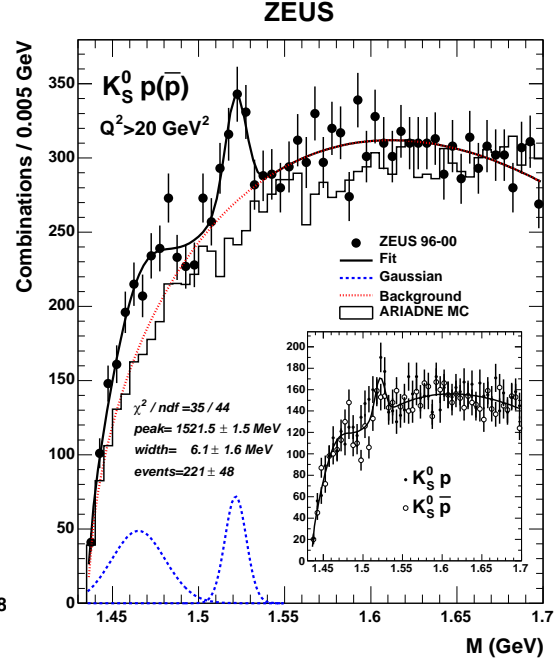 ZEUS
Combinations / 0.005 GeV
350
300
250
200
150
100
50
0
K⁰_S p(p̄)
Q²>20 GeV²
ZEUS 96-00
Fit
Gaussian
Background
ARIADNE MC
χ² / ndf =35 / 44
peak= 1521.5 ± 1.5 MeV
width= 6.1 ± 1.6 MeV
events=221 ± 48
200
180
160
140
120
100
80
60
40
20
0
K⁰_S p
K⁰_S p̄
1.45 1.5 1.55 1.6 1.65 1.7
8
1.45 1.5 1.55 1.6 1.65 1.7
M (GeV)